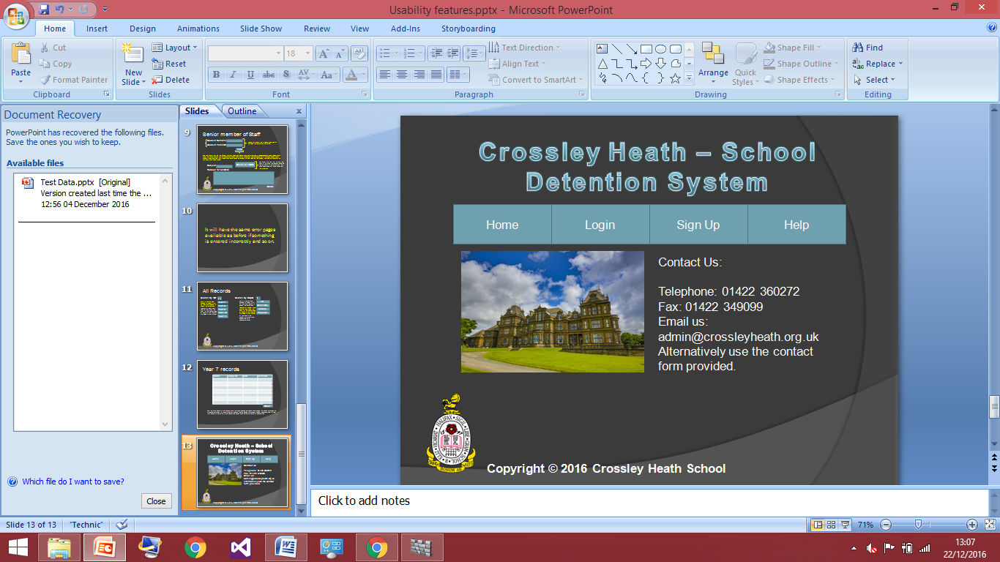 Usability features.pptx - Microsoft PowerPoint
Home Insert Design Animations Slide Show Review View Add-Ins Storyboarding
Paste
Cut
Copy
Format Painter
Clipboard
New Slide
Layout
Reset
Delete
Slides
18
B I U abc S AV Aa A
Font
Text Direction
Align Text
Convert to SmartArt
Paragraph
Arrange
Quick Styles
Shape Fill
Shape Outline
Shape Effects
Drawing
Find
Replace
Select
Editing
Document Recovery
PowerPoint has recovered the following files.
Save the ones you wish to keep.
Available files
Test Data.pptx [Original]
Version created last time the ...
12:56 04 December 2016
Which file do I want to save?
Close
Slides Outline x
9
Senior member of Staff
10
It will have the same error pages
available as before if something
is entered incorrectly and so on.
11
All Records
12
Year 7 records
13
Crossley Heath – School
Detention System
Crossley Heath – School
Detention System
Home Login Sign Up Help
Contact Us:
Telephone: 01422 360272
Fax: 01422 349099
Email us:
admin@crossleyheath.org.uk
Alternatively use the contact
form provided.
Copyright © 2016 Crossley Heath School
Click to add notes
Slide 13 of 13 "Technic" 71%
13:07
22/12/2016